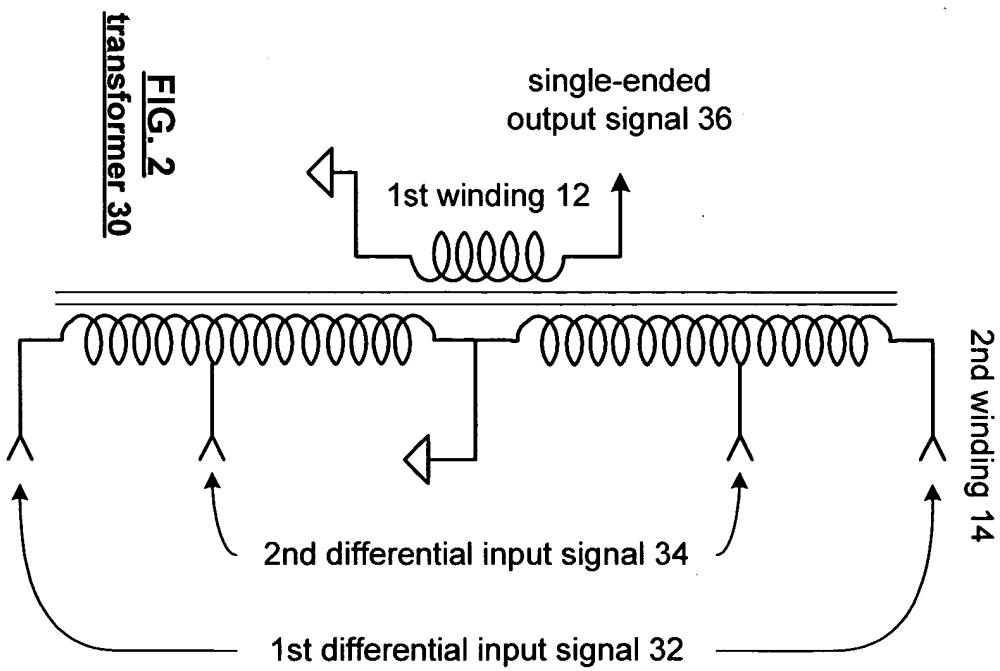 FIG. 2
transformer 30
single-ended
output signal 36
1st winding 12
2nd winding 14
2nd differential input signal 34
1st differential input signal 32